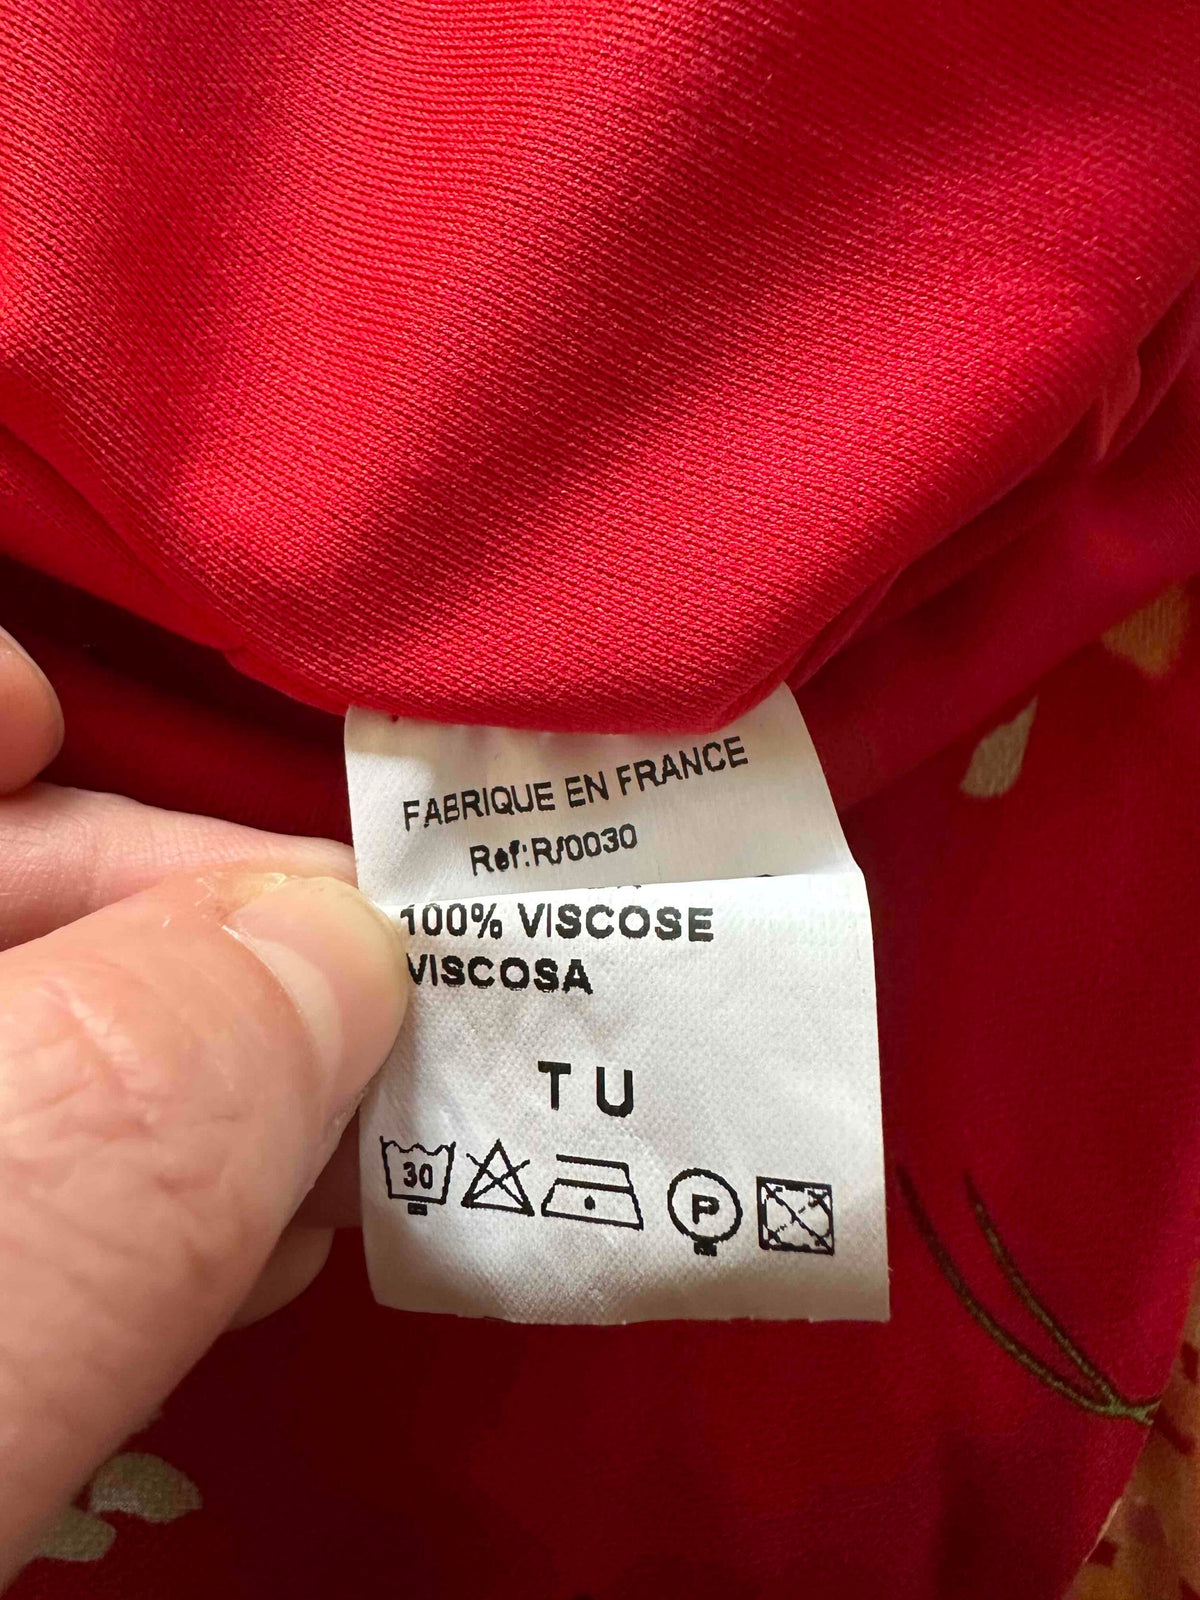 FABRIQUE EN FRANCE
Ref:R/0030
100% VISCOSE
VISCOSA
T U
30
P